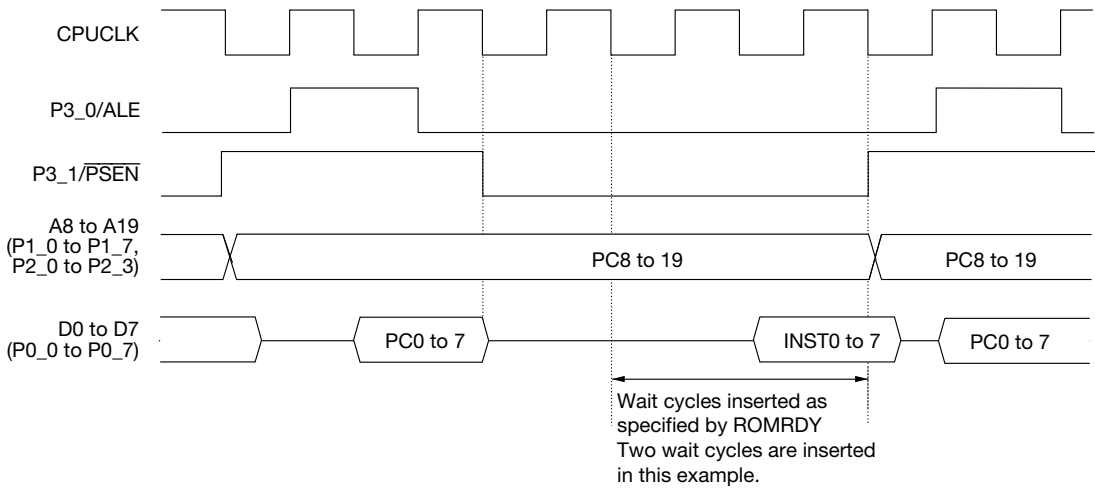 CPUCLK
P3_0/ALE
P3_1/PSEN
A8 to A19
(P1_0 to P1_7,
P2_0 to P2_3)
PC8 to 19
PC8 to 19
D0 to D7
(P0_0 to P0_7)
PC0 to 7
INST0 to 7
PC0 to 7
Wait cycles inserted as
specified by ROMRDY
Two wait cycles are inserted
in this example.